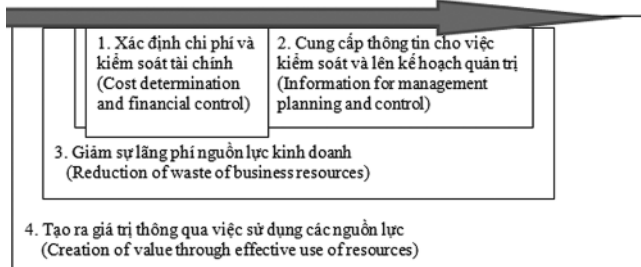 1. Xác định chi phí và
kiểm soát tài chính
(Cost determination
and financial control)
2. Cung cấp thông tin cho việc
kiểm soát và lên kế hoạch quản trị
(Information for management
planning and control)
3. Giảm sự lãng phí nguồn lực kinh doanh
(Reduction of waste of business resources)
4. Tạo ra giá trị thông qua việc sử dụng các nguồn lực
(Creation of value through effective use of resources)